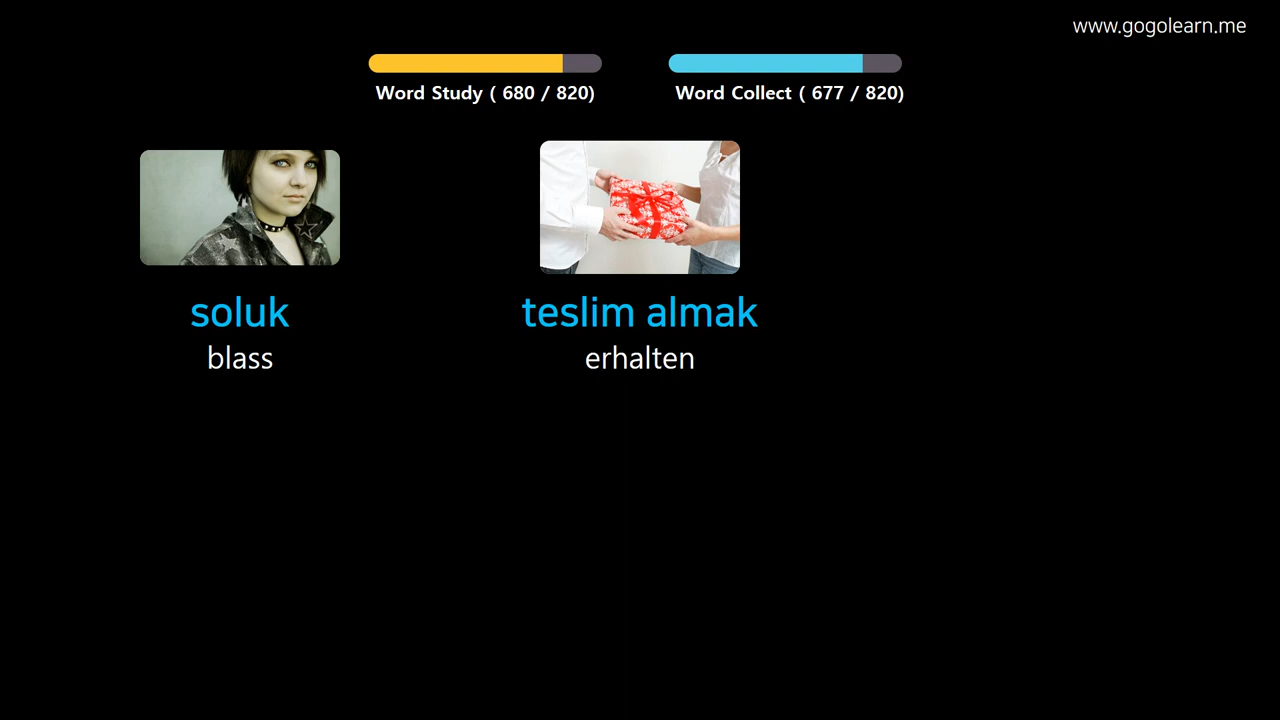 www.gogolearn.me
Word Study ( 680 / 820)
Word Collect ( 677 / 820)
soluk
blass
teslim almak
erhalten